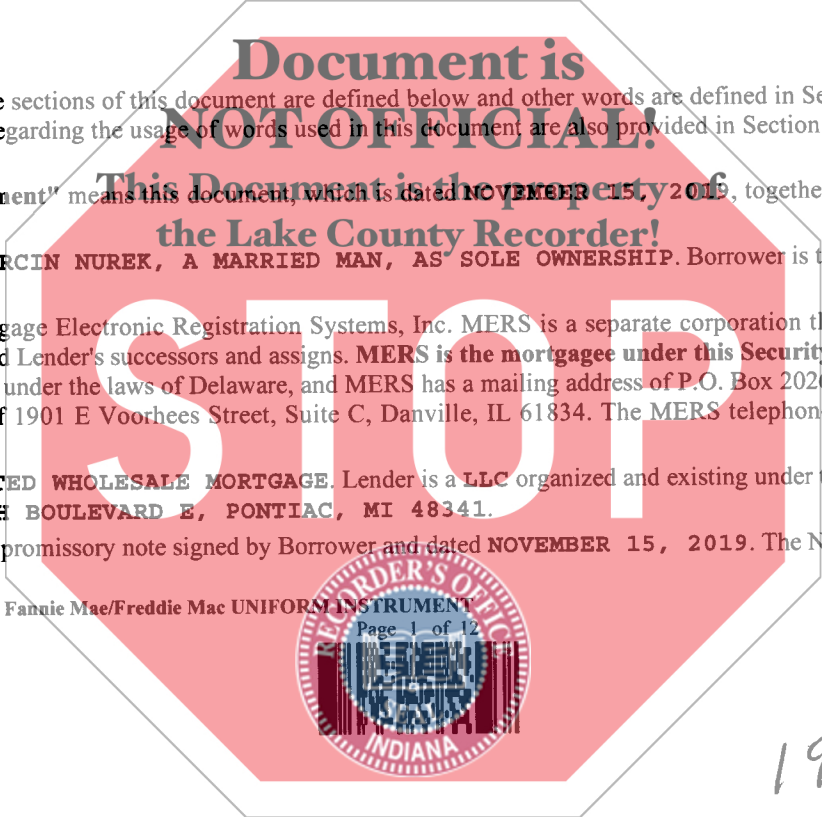 Document is
e sections of this document are defined below and other words are defined in Se
NOT OFFICIAL!
egarding the usage of words used in this document are also provided in Section
This Document is the property of
nent" means this document, which is dated NOVEMBER 15, 2019, togethe
the Lake County Recorder!
RCIN NUREK, A MARRIED MAN, AS SOLE OWNERSHIP. Borrower is t
gage Electronic Registration Systems, Inc. MERS is a separate corporation th
d Lender's successors and assigns. MERS is the mortgagee under this Security
under the laws of Delaware, and MERS has a mailing address of P.O. Box 2026
f 1901 E Voorhees Street, Suite C, Danville, IL 61834. The MERS telephon
STOP
TED WHOLESALE MORTGAGE. Lender is a LLC organized and existing under t
H BOULEVARD E, PONTIAC, MI 48341.
promissory note signed by Borrower and dated NOVEMBER 15, 2019. The N
Fannie Mae/Freddie Mac UNIFORM INSTRUMENT
RECORDER'S OFFICE
Page 1 of 12
SEAL
INDIANA
19